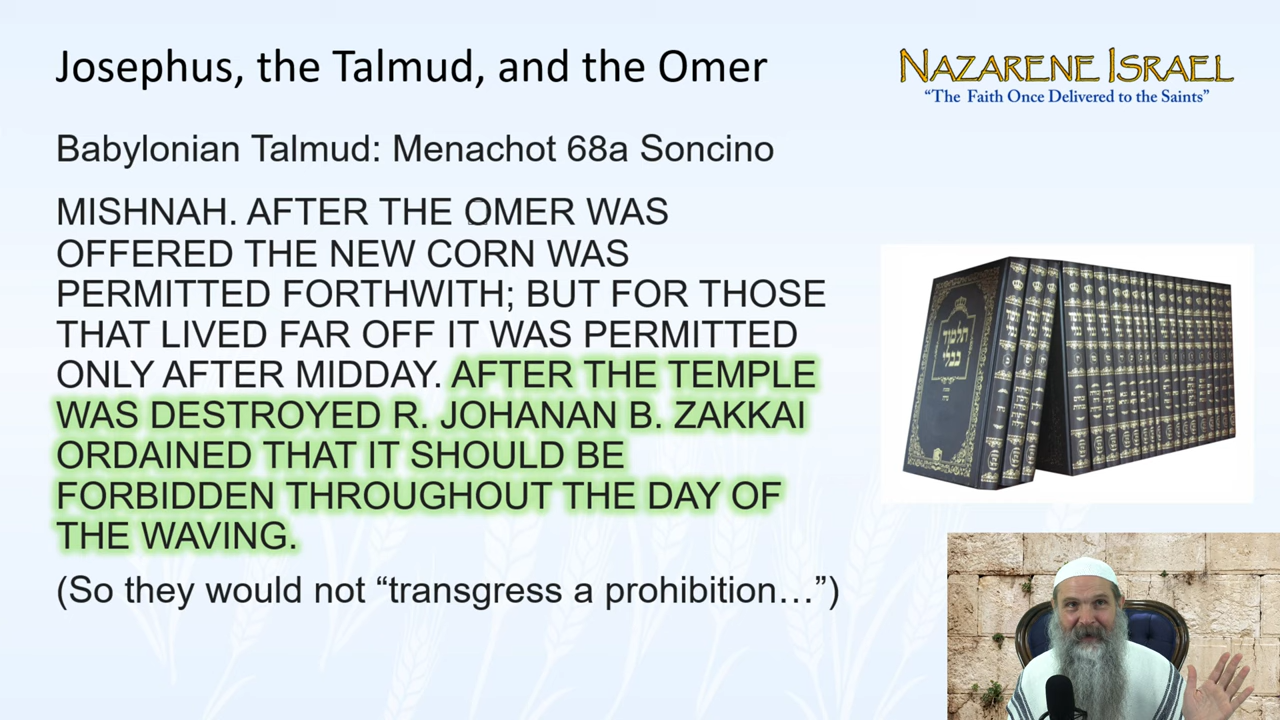 Josephus, the Talmud, and the Omer
NAZARENE ISRAEL
“The Faith Once Delivered to the Saints”
Babylonian Talmud: Menachot 68a Soncino
MISHNAH. AFTER THE OMER WAS
OFFERED THE NEW CORN WAS
PERMITTED FORTHWITH; BUT FOR THOSE
THAT LIVED FAR OFF IT WAS PERMITTED
ONLY AFTER MIDDAY. AFTER THE TEMPLE
WAS DESTROYED R. JOHANAN B. ZAKKAI
ORDAINED THAT IT SHOULD BE
FORBIDDEN THROUGHOUT THE DAY OF
THE WAVING.
(So they would not “transgress a prohibition…”)
תלמוד
בבלי